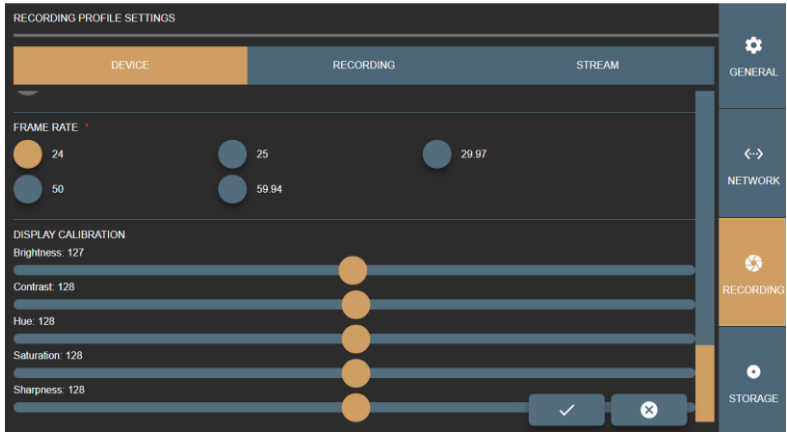 RECORDING PROFILE SETTINGS
DEVICE
RECORDING
STREAM
FRAME RATE *
24
25
29.97
50
59.94
DISPLAY CALIBRATION
Brightness: 127
Contrast: 128
Hue: 128
Saturation: 128
Sharpness: 128
GENERAL
NETWORK
RECORDING
STORAGE